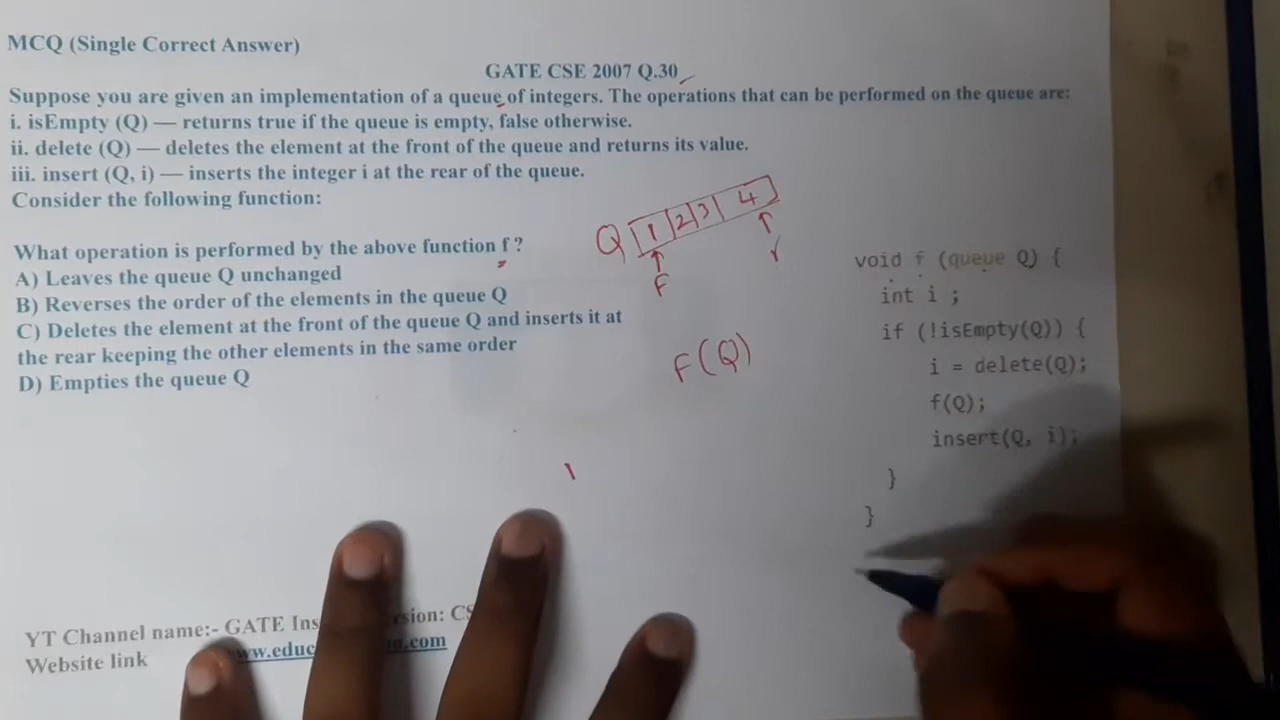 MCQ (Single Correct Answer)
GATE CSE 2007 Q.30
Suppose you are given an implementation of a queue of integers. The operations that can be performed on the queue are:
i. isEmpty (Q) — returns true if the queue is empty, false otherwise.
ii. delete (Q) — deletes the element at the front of the queue and returns its value.
iii. insert (Q, i) — inserts the integer i at the rear of the queue.
Consider the following function:
What operation is performed by the above function f ?
A) Leaves the queue Q unchanged
B) Reverses the order of the elements in the queue Q
C) Deletes the element at the front of the queue Q and inserts it at
the rear keeping the other elements in the same order
D) Empties the queue Q
Q 1 2 3 4
F r
F(Q)
void f (queue Q) {
int i ;
if (!isEmpty(Q)) {
i = delete(Q);
f(Q);
insert(Q, i);
}
}
YT Channel name:- GATE
Website link